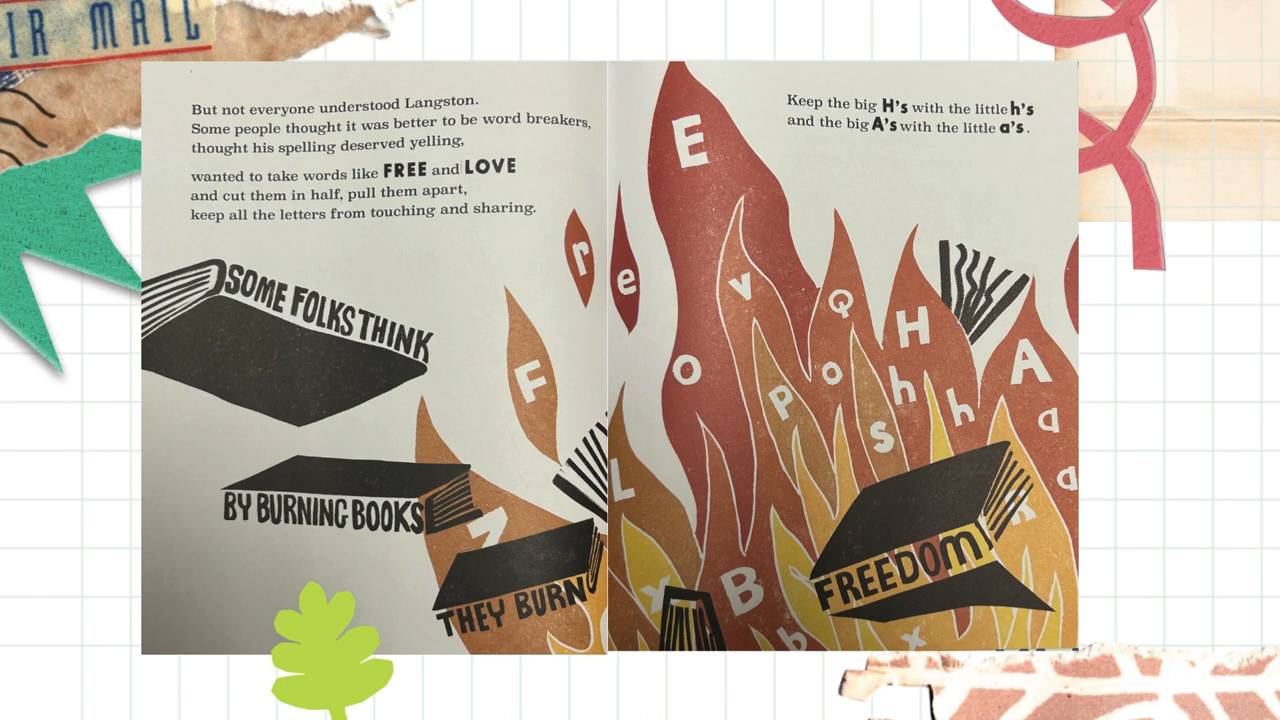 IR MAIL
But not everyone understood Langston.
Some people thought it was better to be word breakers,
thought his spelling deserved yelling,
wanted to take words like FREE and LOVE
and cut them in half, pull them apart,
keep all the letters from touching and sharing.
Keep the big H's with the little h's
and the big A's with the little a's.
SOME FOLKS THINK
BY BURNING BOOKS
THEY BURN
FREEDOM
r
e
F
E
v
Q
H
A
o
P
o
h
h
a
S
L
a
Z
x
x
B
b
x